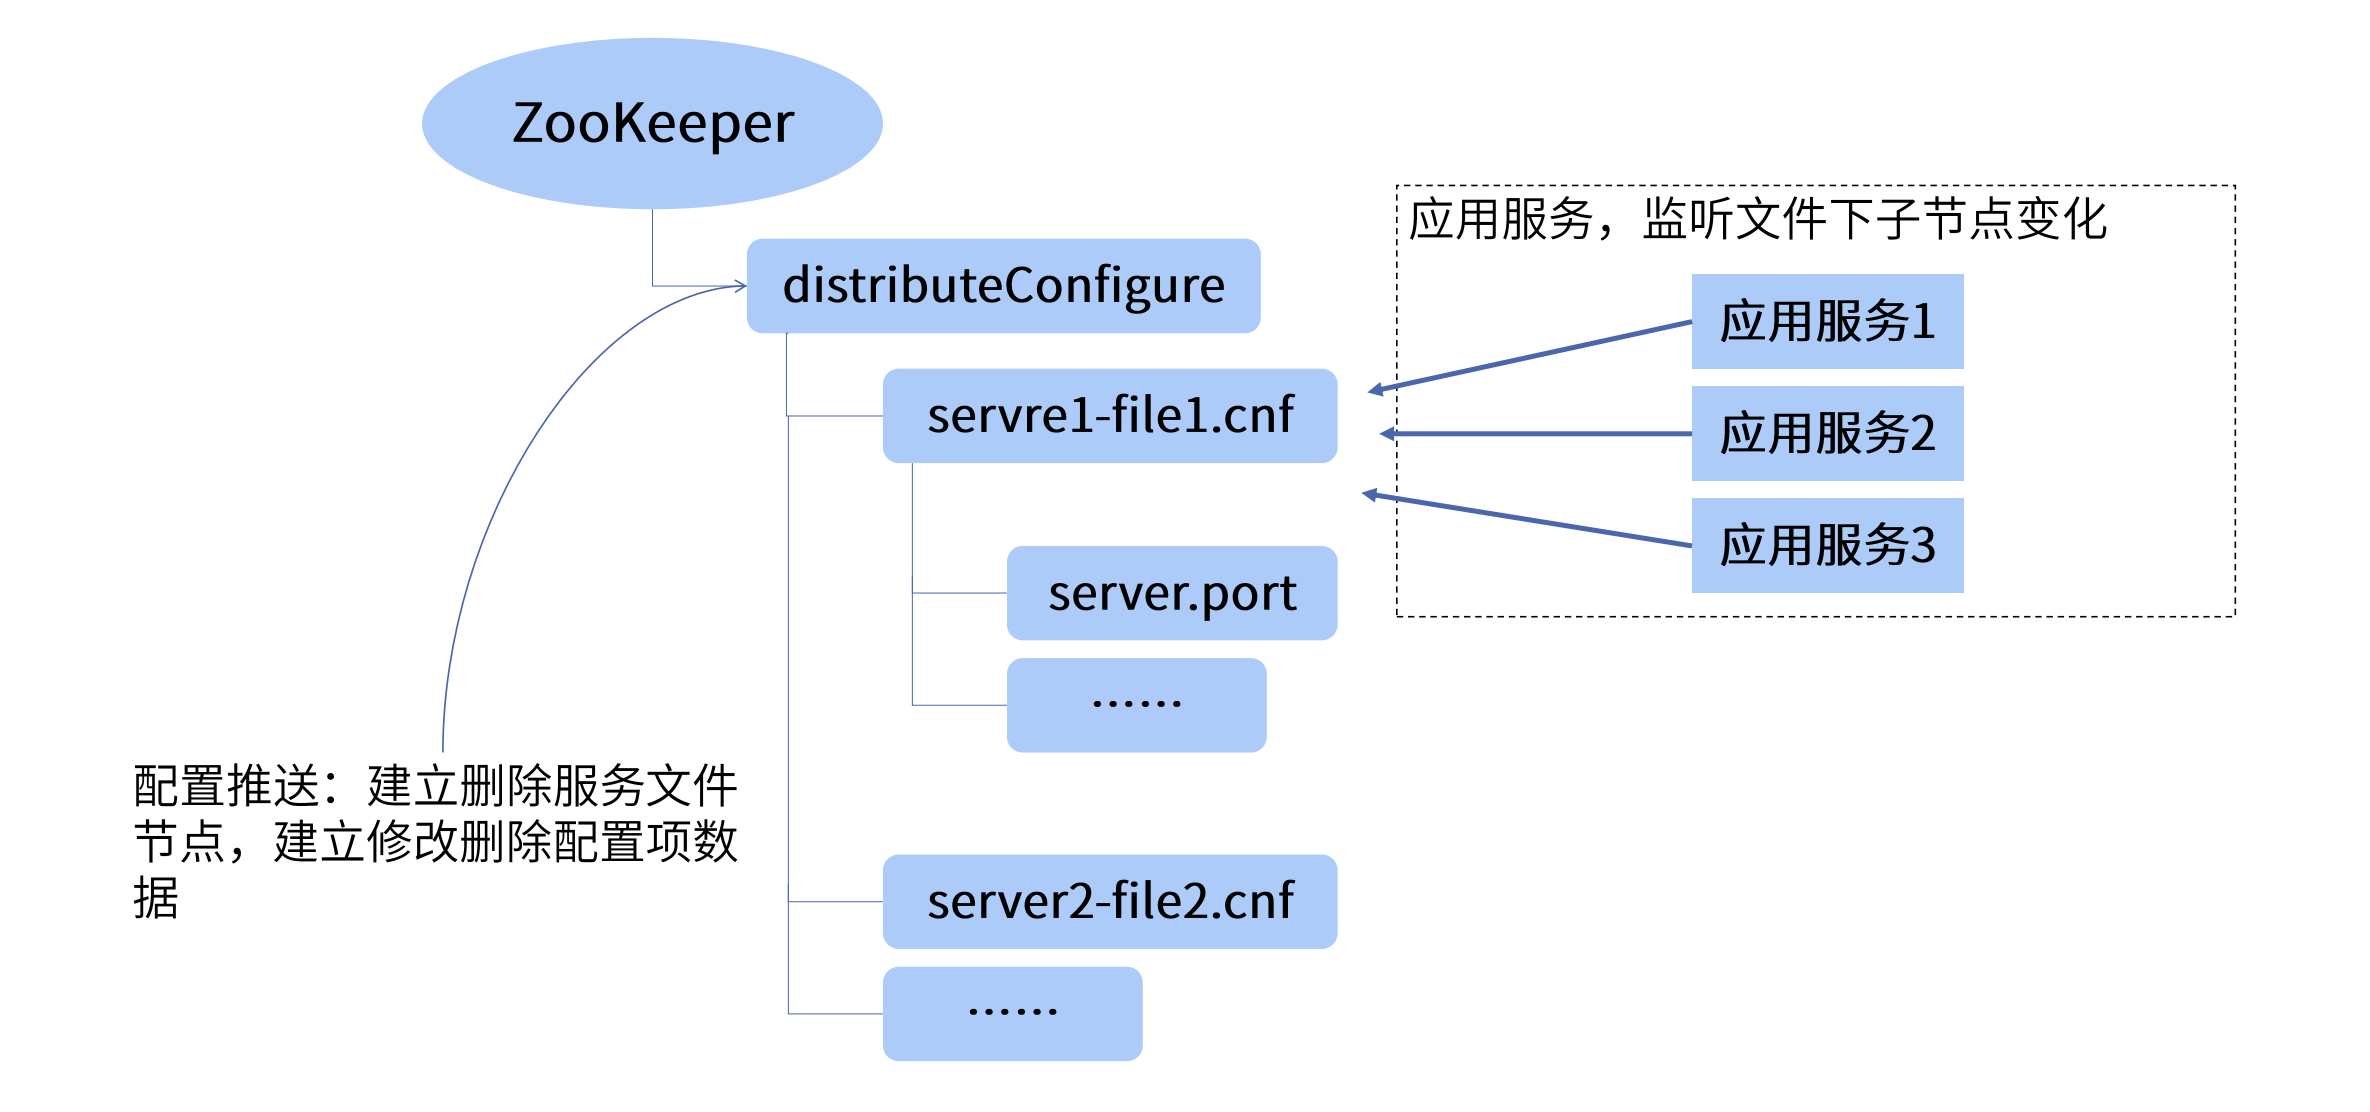 ZooKeeper
distributeConfigure
应用服务，监听文件下子节点变化
应用服务1
servre1-file1.cnf
应用服务2
应用服务3
server.port
……
配置推送：建立删除服务文件
节点，建立修改删除配置项数
据
server2-file2.cnf
……